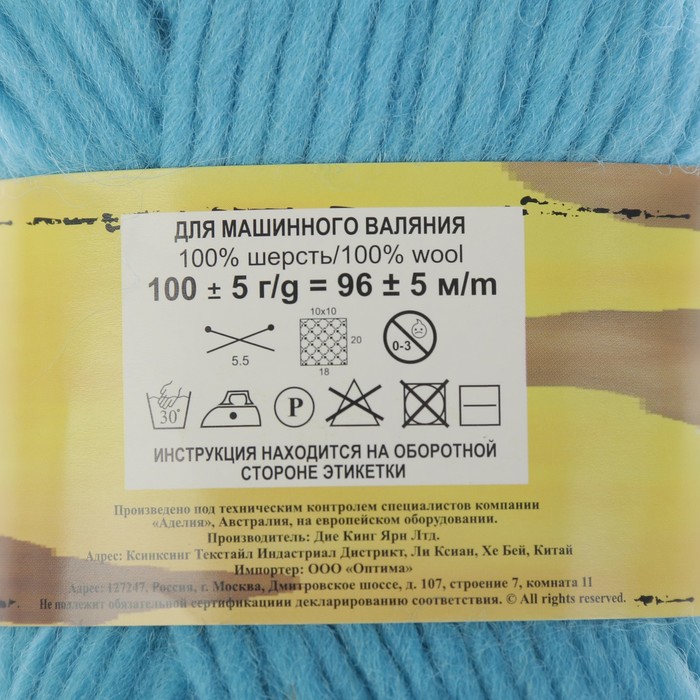 ДЛЯ МАШИННОГО ВАЛЯНИЯ
100% шерсть/100% wool
100 ± 5 г/g = 96 ± 5 м/m
10x10
5.5
20
18
0-3
30°
P
ИНСТРУКЦИЯ НАХОДИТСЯ НА ОБОРОТНОЙ
СТОРОНЕ ЭТИКЕТКИ
Произведено под техническим контролем специалистов компании
«Аделия», Австралия, на европейском оборудовании.
Производитель: Дие Кинг Ярн Лтд.
Адрес: Ксинксинг Текстайл Индастриал Дистрикт, Ли Ксиан, Хе Бей, Китай
Импортер: ООО «Оптима»
Адрес: 127247, Россия, г. Москва, Дмитровское шоссе, д. 107, строение 7, комната 11
Не подлежит обязательной сертификациии декларированию соответствия. © All rights reserved.